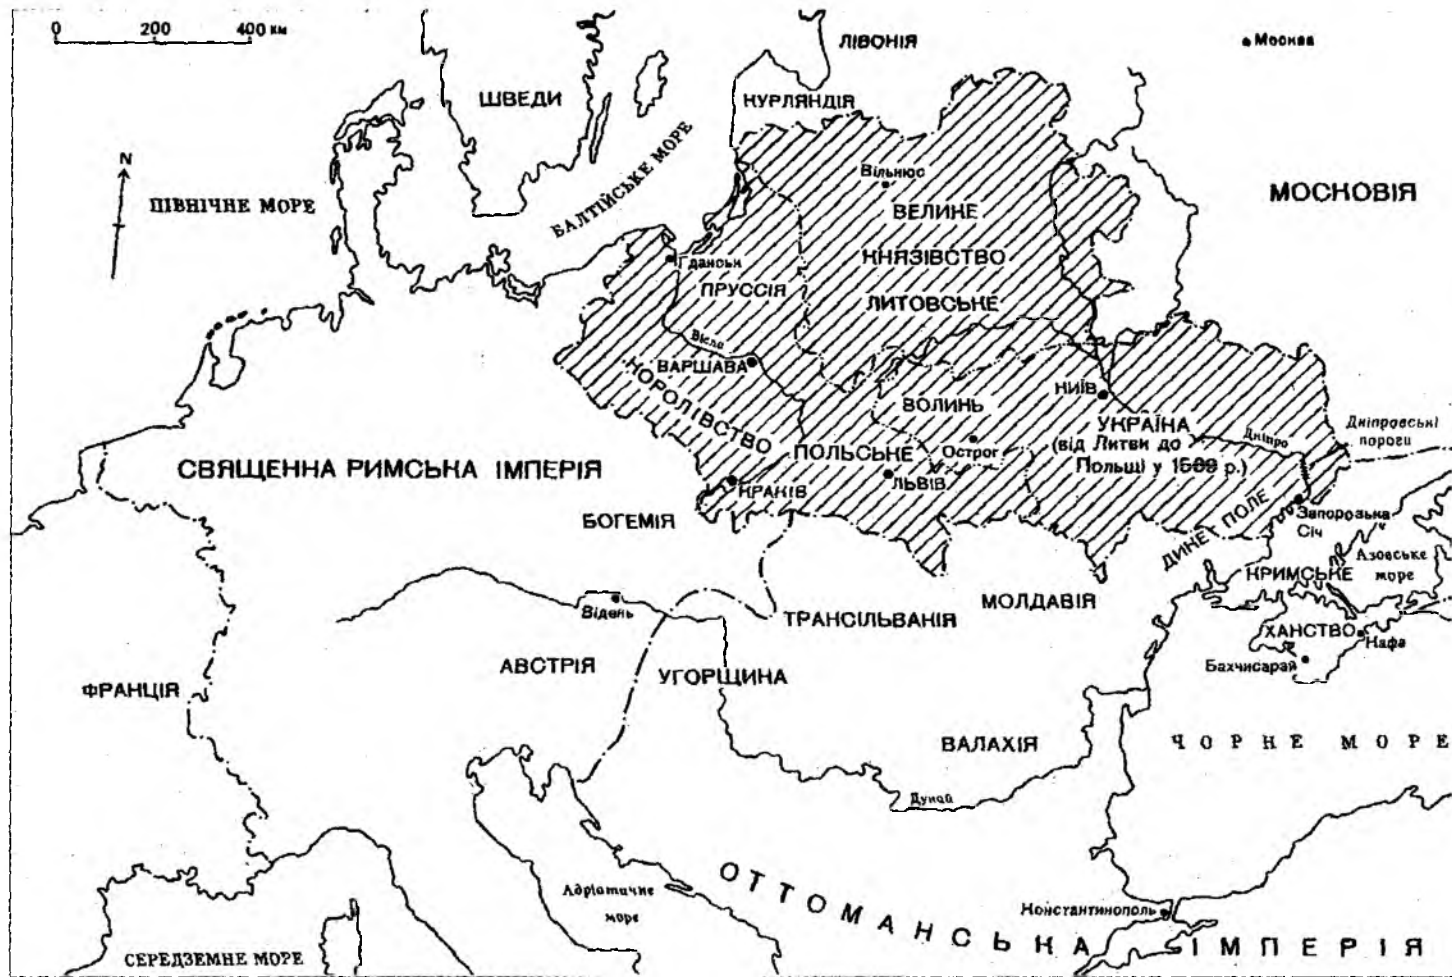 0 200 400 км
ЛІВОНІЯ
Москва
ШВЕДИ
КУРЛЯНДІЯ
N
БАЛТІЙСЬКЕ МОРЕ
Вільнюс
МОСКОВІЯ
ПІВНІЧНЕ МОРЕ
ВЕЛИКЕ
КНЯЗІВСТВО
ЛИТОВСЬКЕ
Гданськ
ПРУССІЯ
Вісла
ВАРШАВА
КОРОЛІВСТВО
ПОЛЬСЬКЕ
ВОЛИНЬ
КИЇВ
УКРАЇНА
(від Литви до
Польщі у 1569 р.)
Дніпро
Дніпровські
пороги
Острог
СВЯЩЕННА РИМСЬКА ІМПЕРІЯ
КРАКІВ
ЛЬВІВ
БОГЕМІЯ
ДИКЕ ПОЛЕ
Запорозька
Січ
Азовське
море
КРИМСЬКЕ
ХАНСТВО
Кафа
Бахчисарай
Відень
ТРАНСІЛЬВАНІЯ
МОЛДАВІЯ
АВСТРІЯ
УГОРЩИНА
ФРАНЦІЯ
ВАЛАХІЯ
ЧОРНЕ МОРЕ
Дунай
Адріатичне
море
ОТТОМАНСЬКА ІМПЕРІЯ
Константинополь
СЕРЕДЗЕМНЕ МОРЕ